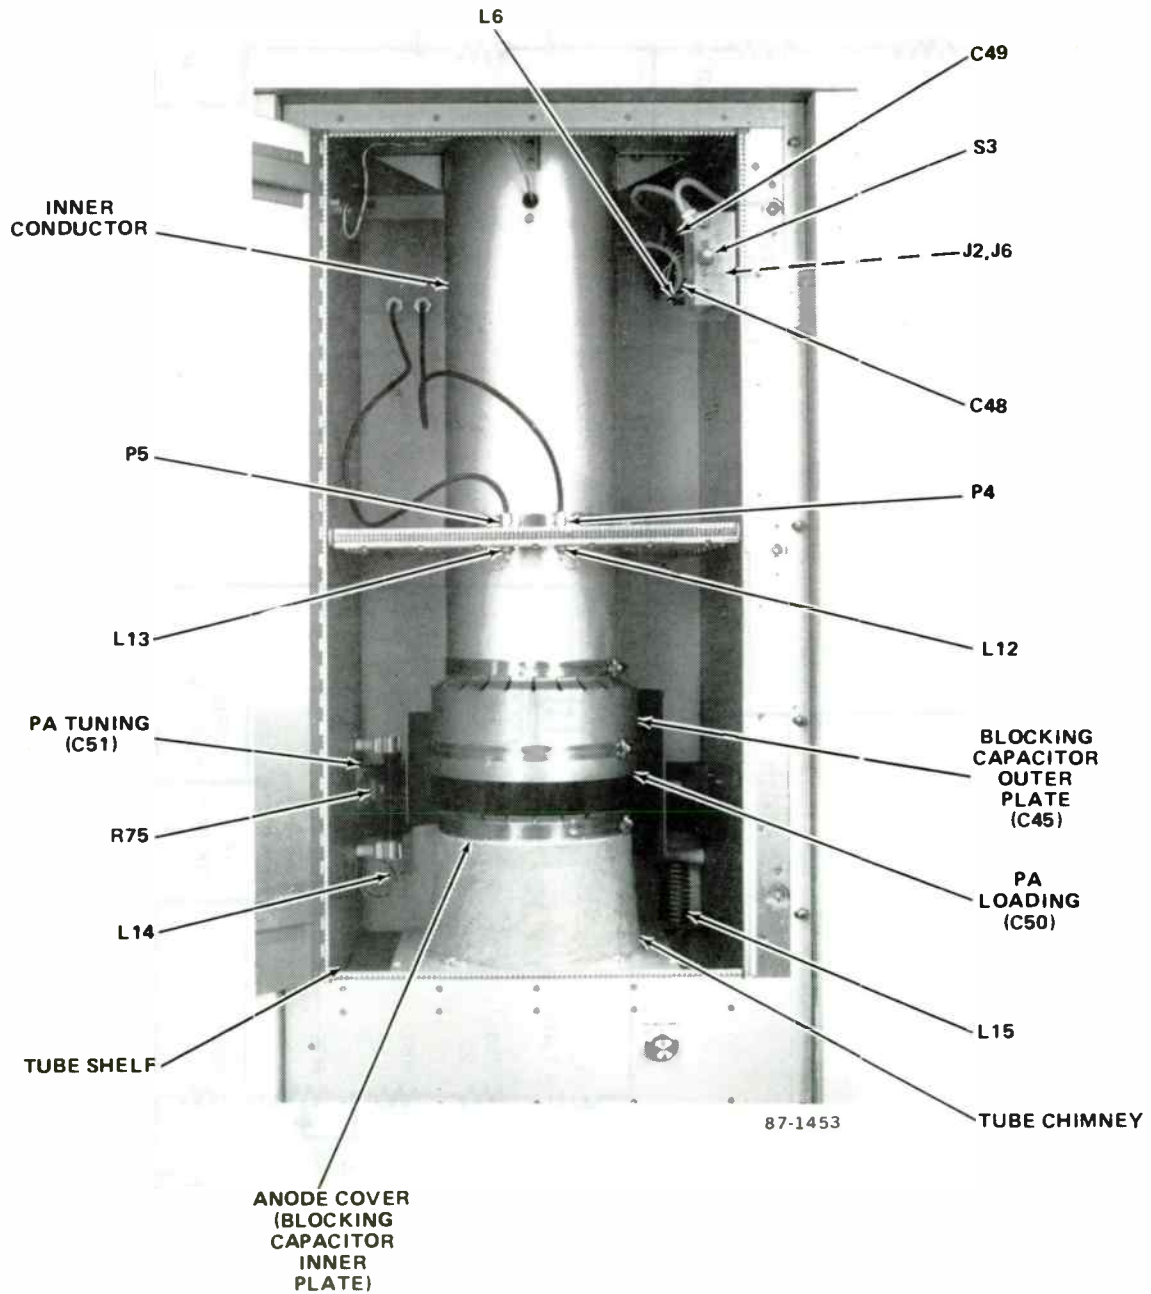 L6
C49
S3
INNER
CONDUCTOR
J2,J6
C48
P5
P4
L13
L12
PA TUNING
(C51)
BLOCKING
CAPACITOR
OUTER
PLATE
(C45)
R75
PA
LOADING
(C50)
L14
L15
TUBE SHELF
TUBE CHIMNEY
87-1453
ANODE COVER
(BLOCKING
CAPACITOR
INNER
PLATE)